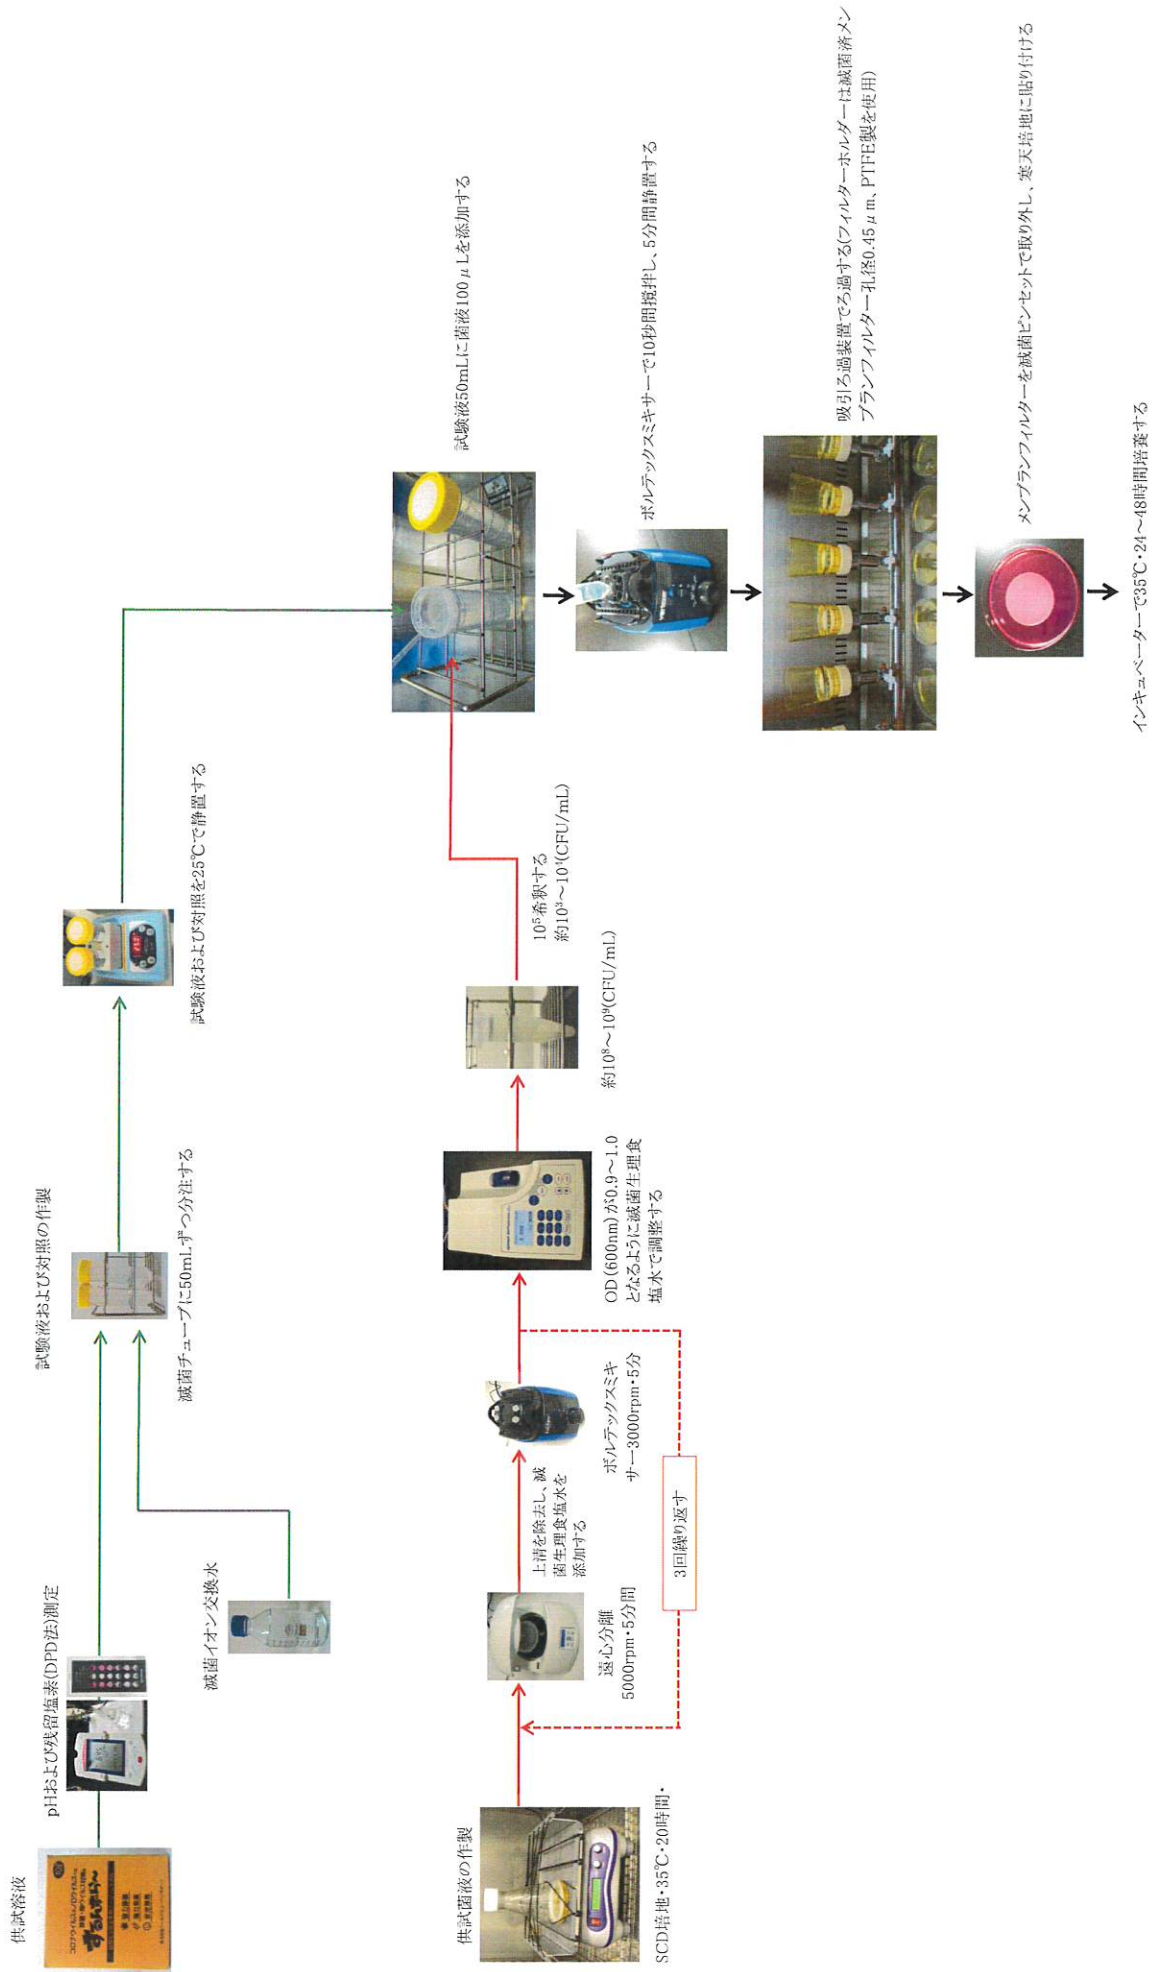 供試溶液
コロナウイルス&ノロウイルス
pHおよび残留塩素(DPD法)測定
滅菌イオン交換水
試験液および対照の作製
滅菌チューブに50mLずつ分注する
試験液および対照を25℃で静置する
供試菌液の作製
SCD培地・35℃・20時間・
遠心分離
5000rpm・5分間
上清を除去し、滅
菌生理食塩水を
添加する
ボルテックスミキ
サー3000rpm・5分
3回繰り返す
OD(600nm)が0.9～1.0
となるように滅菌生理食
塩水で調整する
約10⁸～10⁹(CFU/mL)
10⁵希釈する
約10³～10⁴(CFU/mL)
試験液50mLに菌液100μLを添加する
ボルテックスミキサーで10秒間撹拌し、5分間静置する
吸引ろ過装置でろ過する(フィルターホルダーは滅菌済メン
ブランフィルター孔径0.45μm、PTFE製を使用)
メンブランフィルターを滅菌ピンセットで取り外し、寒天培地に貼り付ける
インキュベーターで35℃・24～48時間培養する